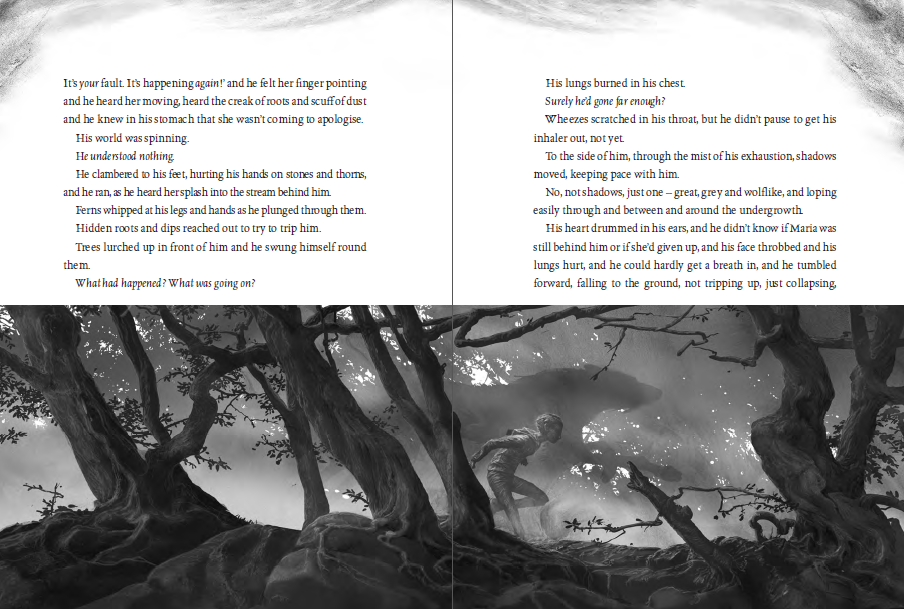 It's your fault. It's happening again!' and he felt her finger pointing
and he heard her moving, heard the creak of roots and scuff of dust
and he knew in his stomach that she wasn't coming to apologise.
His world was spinning.
He understood nothing.
He clambered to his feet, hurting his hands on stones and thorns,
and he ran, as he heard her splash into the stream behind him.
Ferns whipped at his legs and hands as he plunged through them.
Hidden roots and dips reached out to try to trip him.
Trees lurched up in front of him and he swung himself round
them.
What had happened? What was going on?
His lungs burned in his chest.
Surely he'd gone far enough?
Wheezes scratched in his throat, but he didn't pause to get his
inhaler out, not yet.
To the side of him, through the mist of his exhaustion, shadows
moved, keeping pace with him.
No, not shadows, just one – great, grey and wolflike, and loping
easily through and between and around the undergrowth.
His heart drummed in his ears, and he didn't know if Maria was
still behind him or if she'd given up, and his face throbbed and his
lungs hurt, and he could hardly get a breath in, and he tumbled
forward, falling to the ground, not tripping up, just collapsing,